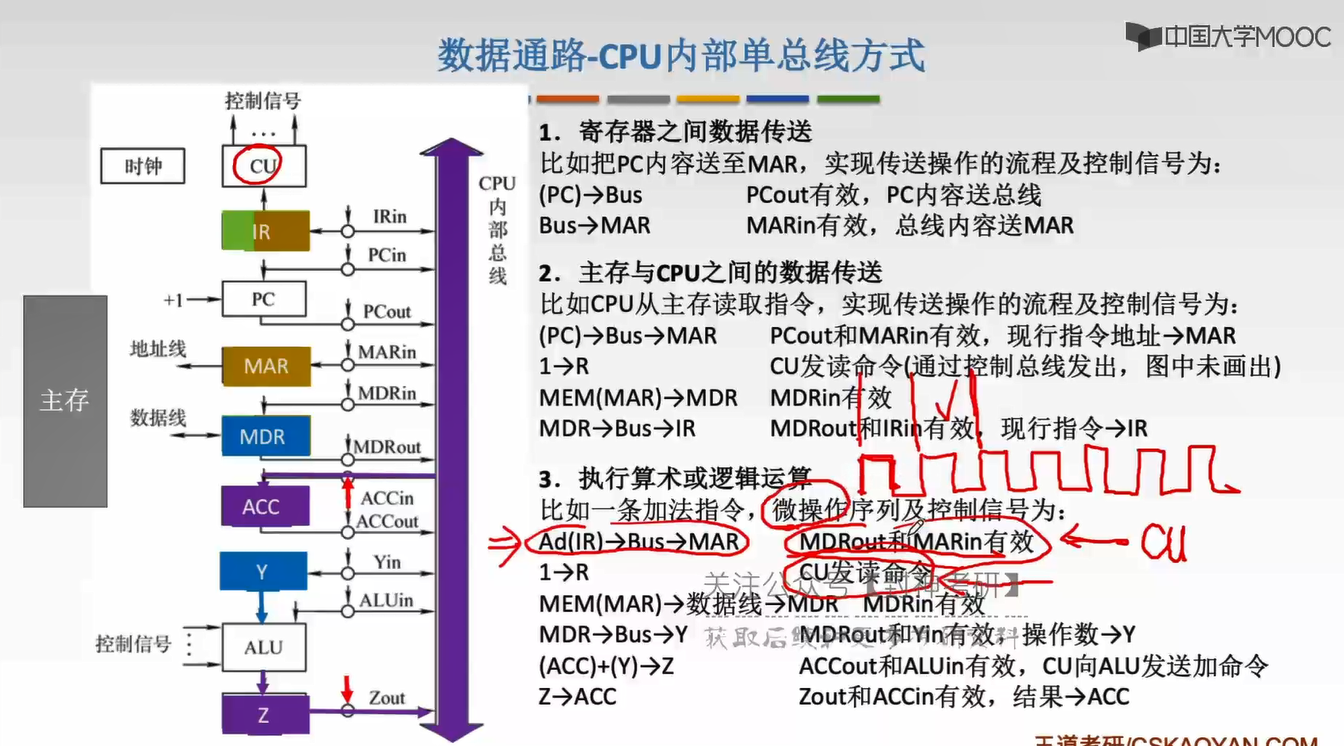 中国大学MOOC
数据通路-CPU内部单总线方式
控制信号
…
时钟
CU
IR
IRin
PCin
+1
PC
PCout
地址线
MAR
MARin
MDRin
数据线
MDR
MDRout
ACC
ACCin
ACCout
Y
Yin
ALUin
控制信号
ALU
Z
Zout
主存
CPU
内
部
总
线
1．寄存器之间数据传送
比如把PC内容送至MAR，实现传送操作的流程及控制信号为：
(PC)→Bus PCout有效，PC内容送总线
Bus→MAR MARin有效，总线内容送MAR
2．主存与CPU之间的数据传送
比如CPU从主存读取指令，实现传送操作的流程及控制信号为：
(PC)→Bus→MAR PCout和MARin有效，现行指令地址→MAR
1→R CU发读命令(通过控制总线发出，图中未画出)
MEM(MAR)→MDR MDRin有效
MDR→Bus→IR MDRout和IRin有效，现行指令→IR
3．执行算术或逻辑运算
比如一条加法指令，微操作序列及控制信号为：
Ad(IR)→Bus→MAR MDRout和MARin有效 CU
1→R CU发读命令
关注公众号【封神考研】
MEM(MAR)→数据线→MDR MDRin有效
MDR→Bus→Y MDRout和Yin有效，操作数→Y
(ACC)+(Y)→Z ACCout和ALUin有效，CU向ALU发送加命令
Z→ACC Zout和ACCin有效，结果→ACC
王道考研/CSKAOYAN.COM